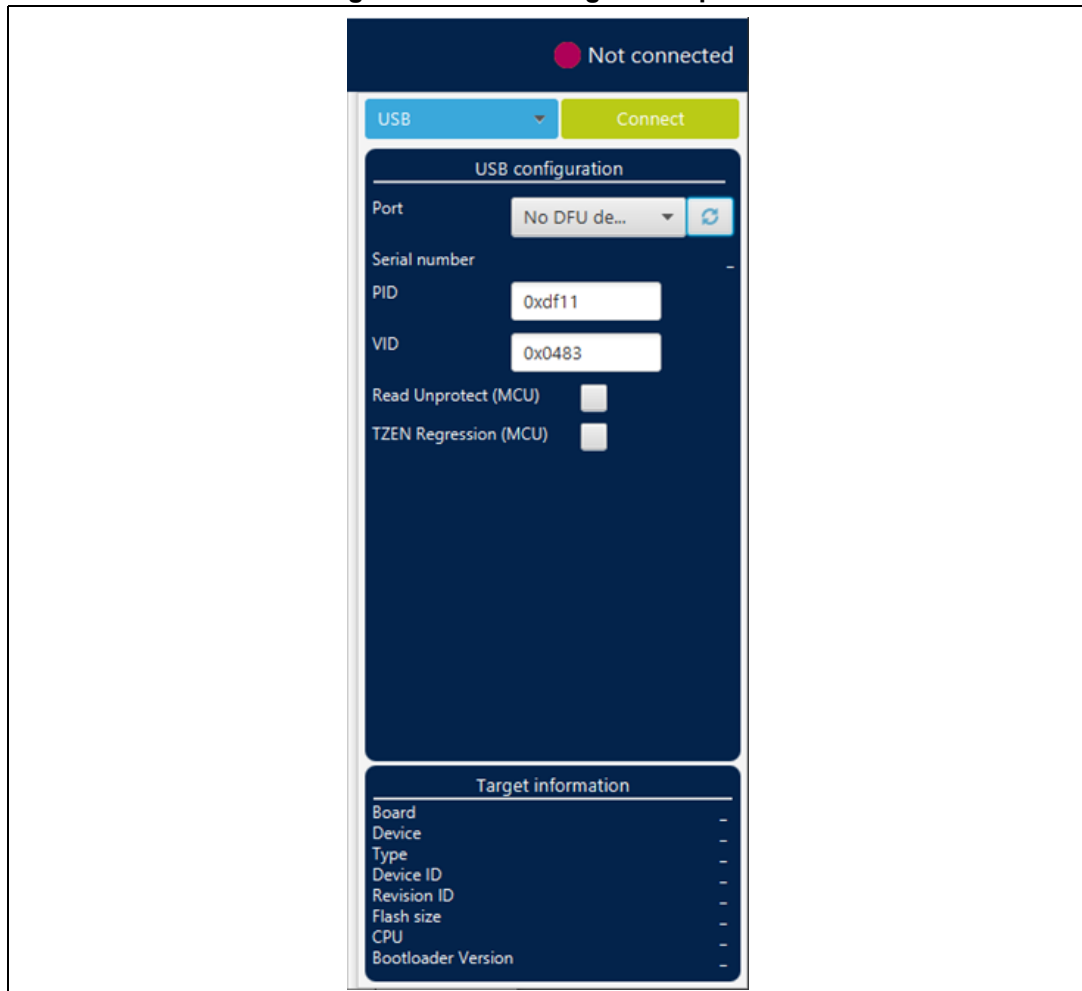 Not connected
USB Connect
USB configuration
Port No DFU de...
Serial number _
PID 0xdf11
VID 0x0483
Read Unprotect (MCU)
TZEN Regression (MCU)
Target information
Board _
Device _
Type _
Device ID _
Revision ID _
Flash size _
CPU _
Bootloader Version _